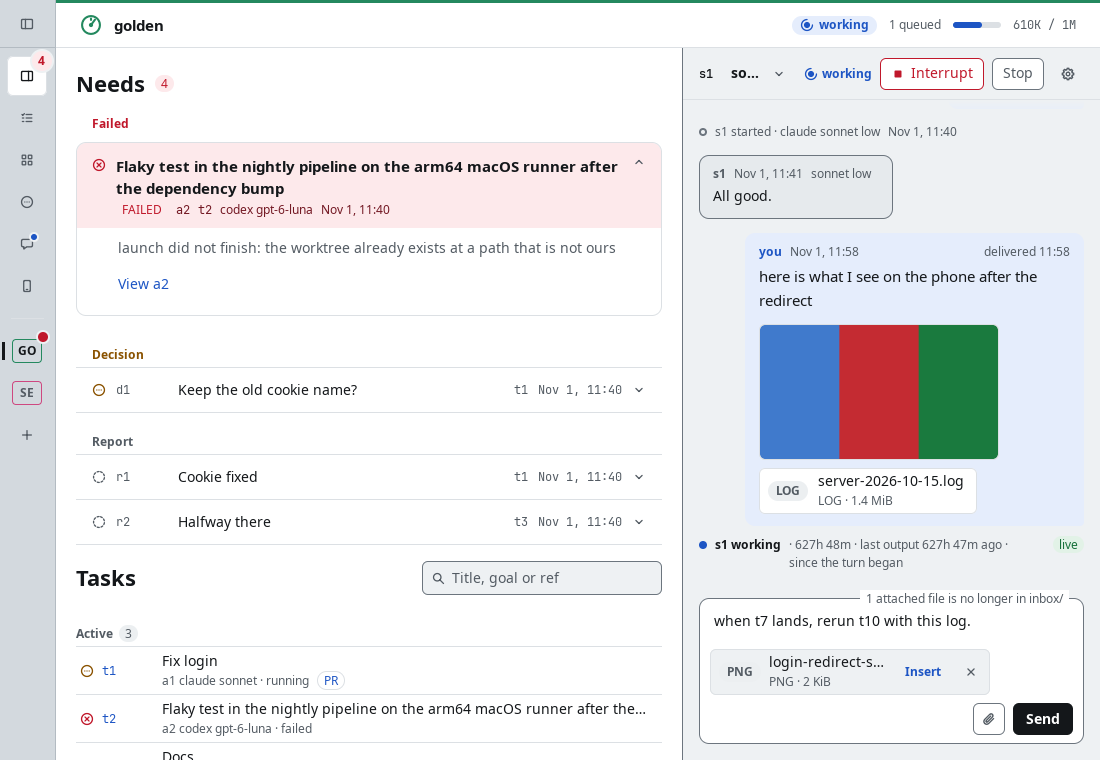 golden
working
1 queued
610K / 1M
4
GO
SE
Needs 4
Failed
Flaky test in the nightly pipeline on the arm64 macOS runner after
the dependency bump
FAILED a2 t2 codex gpt-6-luna Nov 1, 11:40
launch did not finish: the worktree already exists at a path that is not ours
View a2
Decision
d1 Keep the old cookie name? t1 Nov 1, 11:40
Report
r1 Cookie fixed t1 Nov 1, 11:40
r2 Halfway there t3 Nov 1, 11:40
Tasks
Title, goal or ref
Active 3
t1 Fix login
a1 claude sonnet · running PR
t2 Flaky test in the nightly pipeline on the arm64 macOS runner after the…
a2 codex gpt-6-luna · failed
Docs
s1 so… working Interrupt Stop
s1 started · claude sonnet low Nov 1, 11:40
s1 Nov 1, 11:41 sonnet low
All good.
you Nov 1, 11:58 delivered 11:58
here is what I see on the phone after the
redirect
LOG server-2026-10-15.log
LOG · 1.4 MiB
s1 working · 627h 48m · last output 627h 47m ago · live
since the turn began
1 attached file is no longer in inbox/
when t7 lands, rerun t10 with this log.
PNG login-redirect-s… Insert
PNG · 2 KiB
Send